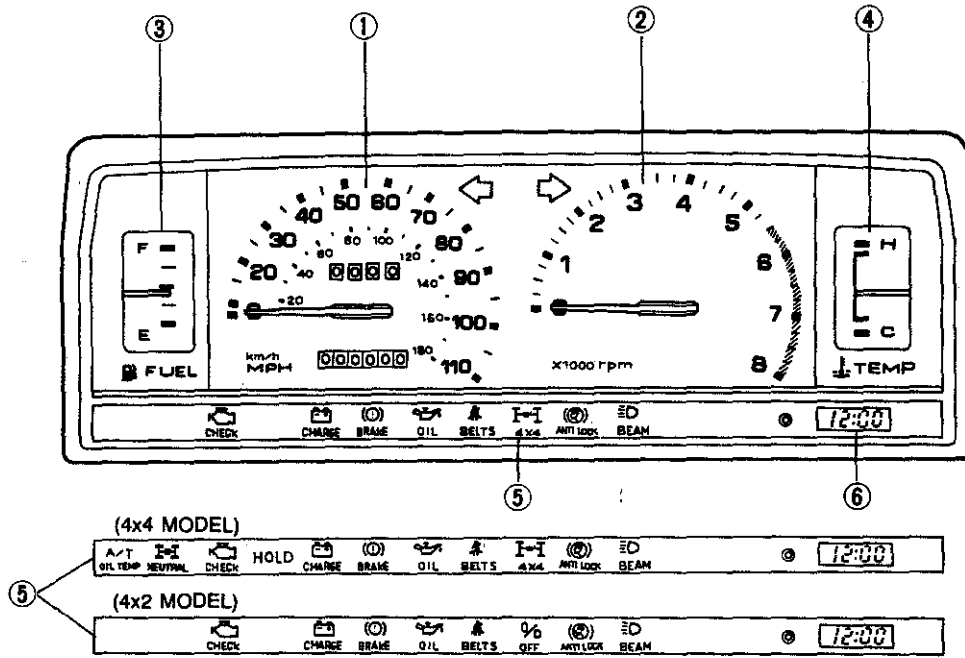 ③ ① ② ④
F
E
FUEL
20 30 40 50 60 70 80 90 100 110
20 40 60 80 100 120 140 160 180
0000
km/h
MPH
000000
1 2 3 4 5 6 7 8
X1000 rpm
H
C
TEMP
CHECK CHARGE BRAKE OIL BELTS 4X4 ANTI LOCK BEAM 12:00
⑤ ⑥
(4x4 MODEL)
A/T OIL TEMP NEUTRAL CHECK HOLD CHARGE BRAKE OIL BELTS 4X4 ANTI LOCK BEAM 12:00
⑤
(4x2 MODEL)
CHECK CHARGE BRAKE OIL BELTS O/D OFF ANTI LOCK BEAM 12:00